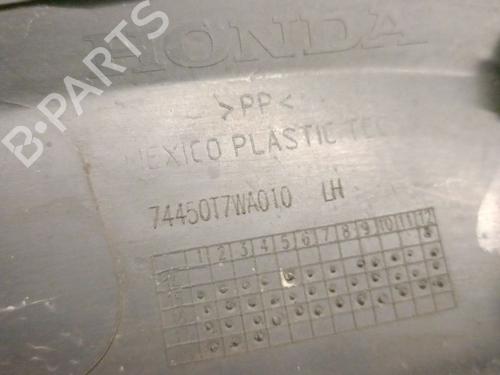 HONDA
B-PARTS
>PP<
MEXICO PLASTIC TEC
74450T7WA010 LH
1 2 3 4 5 6 7 8 9 10 11 12